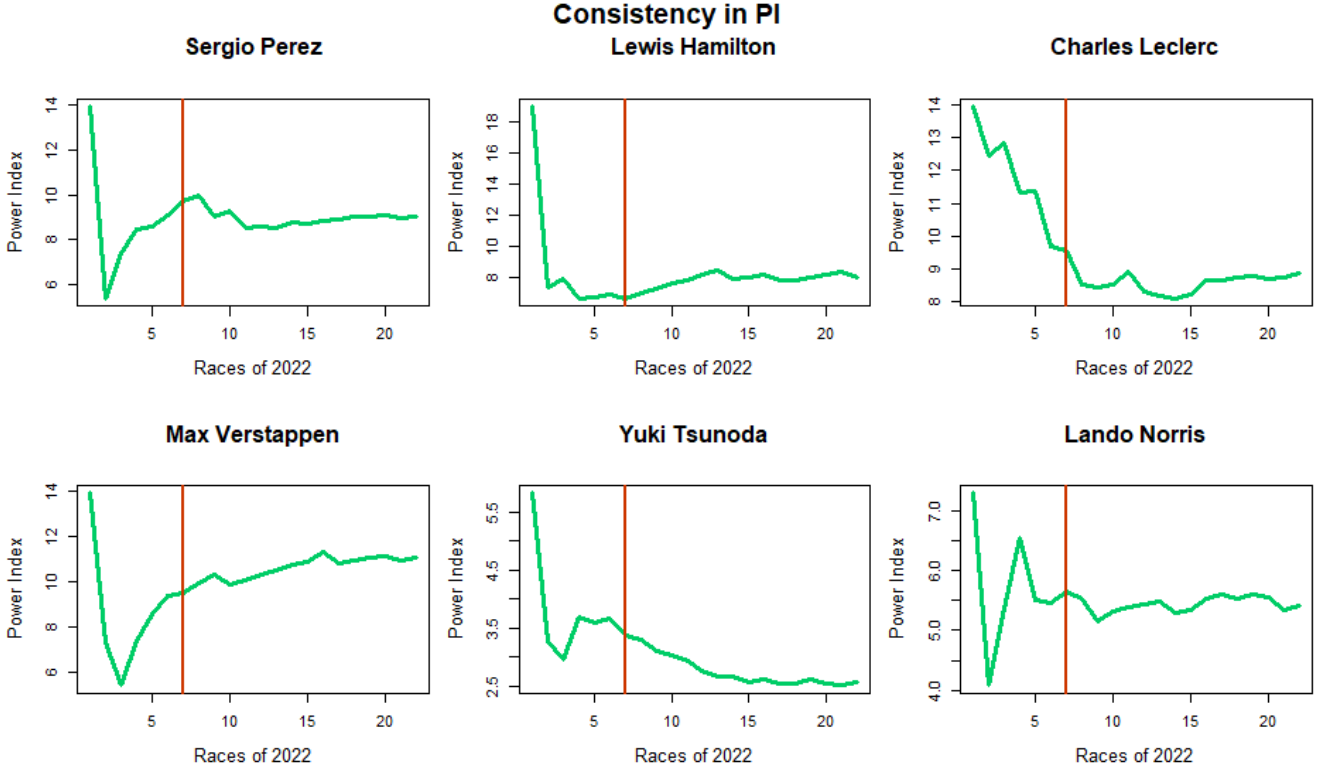 Consistency in PI
Sergio Perez
Lewis Hamilton
Charles Leclerc
14
12
10
8
6
Power Index
5 10 15 20
Races of 2022
18
16
14
12
10
8
Power Index
5 10 15 20
Races of 2022
14
13
12
11
10
9
8
Power Index
5 10 15 20
Races of 2022
Max Verstappen
Yuki Tsunoda
Lando Norris
14
12
10
8
6
Power Index
5 10 15 20
Races of 2022
5.5
4.5
3.5
2.5
Power Index
5 10 15 20
Races of 2022
7.0
6.0
5.0
4.0
Power Index
5 10 15 20
Races of 2022